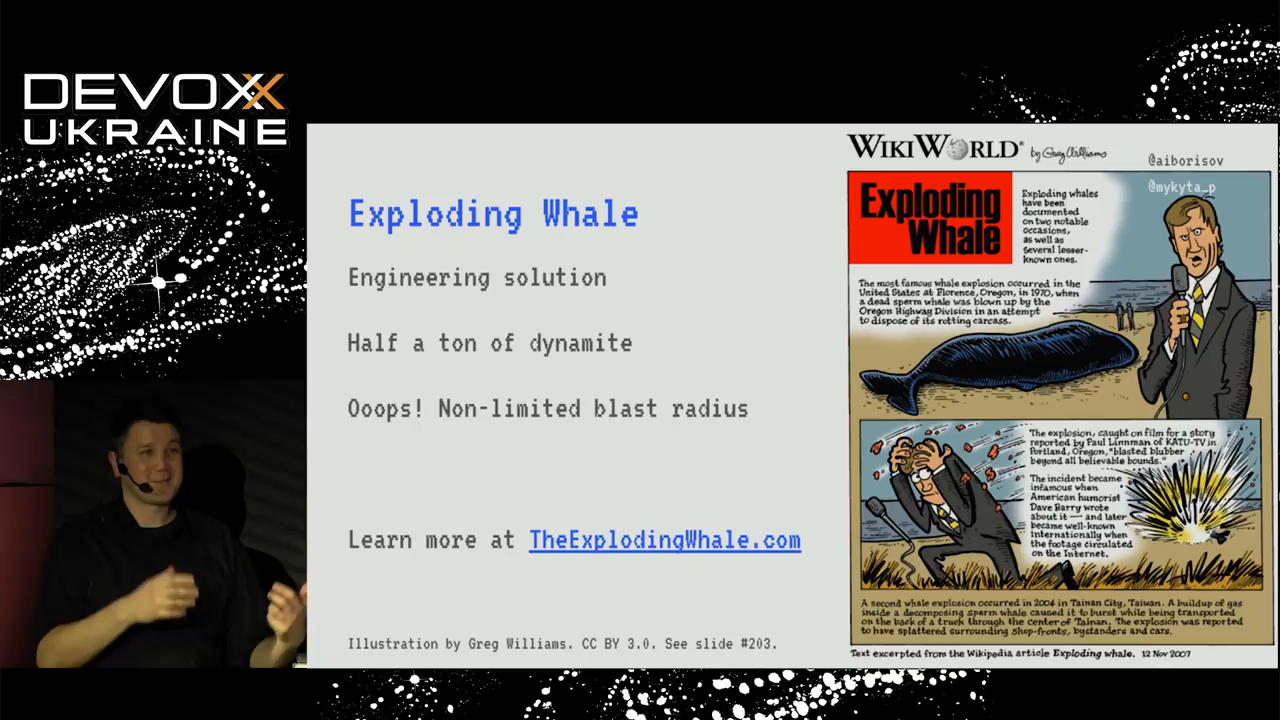 DEVOXX
UKRAINE
Exploding Whale
Engineering solution
Half a ton of dynamite
Ooops! Non-limited blast radius
Learn more at TheExplodingWhale.com
Illustration by Greg Williams. CC BY 3.0. See slide #203.
WIKIWORLD® by Greg Williams
@aiborisov
@mykyta_p
Exploding
Whale
Exploding whales
have been
documented
on two notable
occasions,
as well as
several lesser-
known ones.
The most famous whale explosion occurred in the
United States at Florence, Oregon, in 1970, when
a dead sperm whale was blown up by the
Oregon Highway Division in an attempt
to dispose of its rotting carcass.
The explosion, caught on film for a story
reported by Paul Linnman of KATU-TV in
Portland, Oregon, "blasted blubber
beyond all believable bounds."
The incident became
infamous when
American humorist
Dave Barry wrote
about it — and later
became well-known
internationally when
the footage circulated
on the Internet.
A second whale explosion occurred in 2004 in Tainan City, Taiwan. A buildup of gas
inside a decomposing sperm whale caused it to burst while being transported
on the back of a truck through the center of Tainan. The explosion was reported
to have splattered surrounding shop-fronts, bystanders and cars.
Text excerpted from the Wikipedia article Exploding whale. 12 Nov 2007